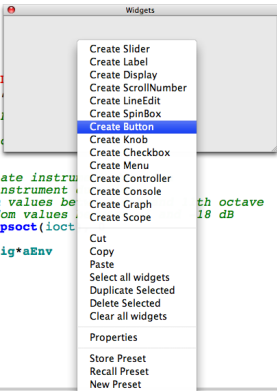 Widgets
Create Slider
Create Label
Create Display
Create ScrollNumber
Create LineEdit
Create SpinBox
Create Button
Create Knob
Create Checkbox
Create Menu
Create Controller
Create Console
Create Graph
Create Scope
Cut
Copy
Paste
Select all widgets
Duplicate Selected
Delete Selected
Clear all widgets
Properties
Store Preset
Recall Preset
New Preset
ate instru
nstrument
values be th octave
om values 18 dB
psoct(ioct
ig*aEnv